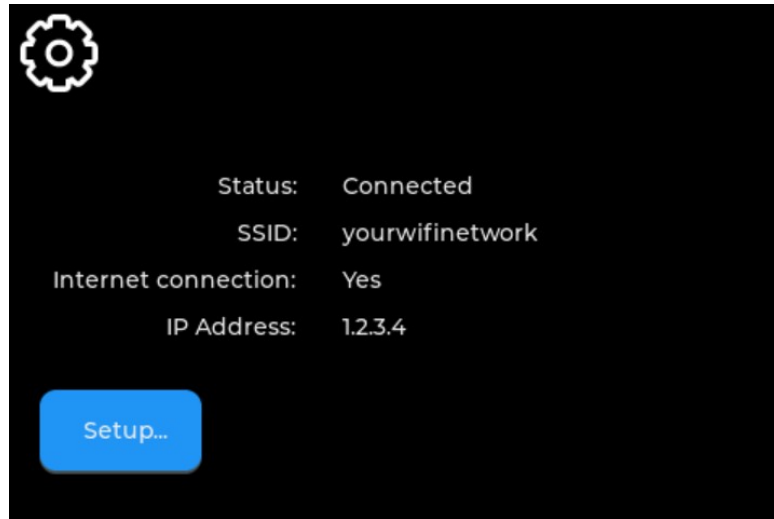 Status: Connected
SSID: yourwifinetwork
Internet connection: Yes
IP Address: 1.2.3.4
Setup...